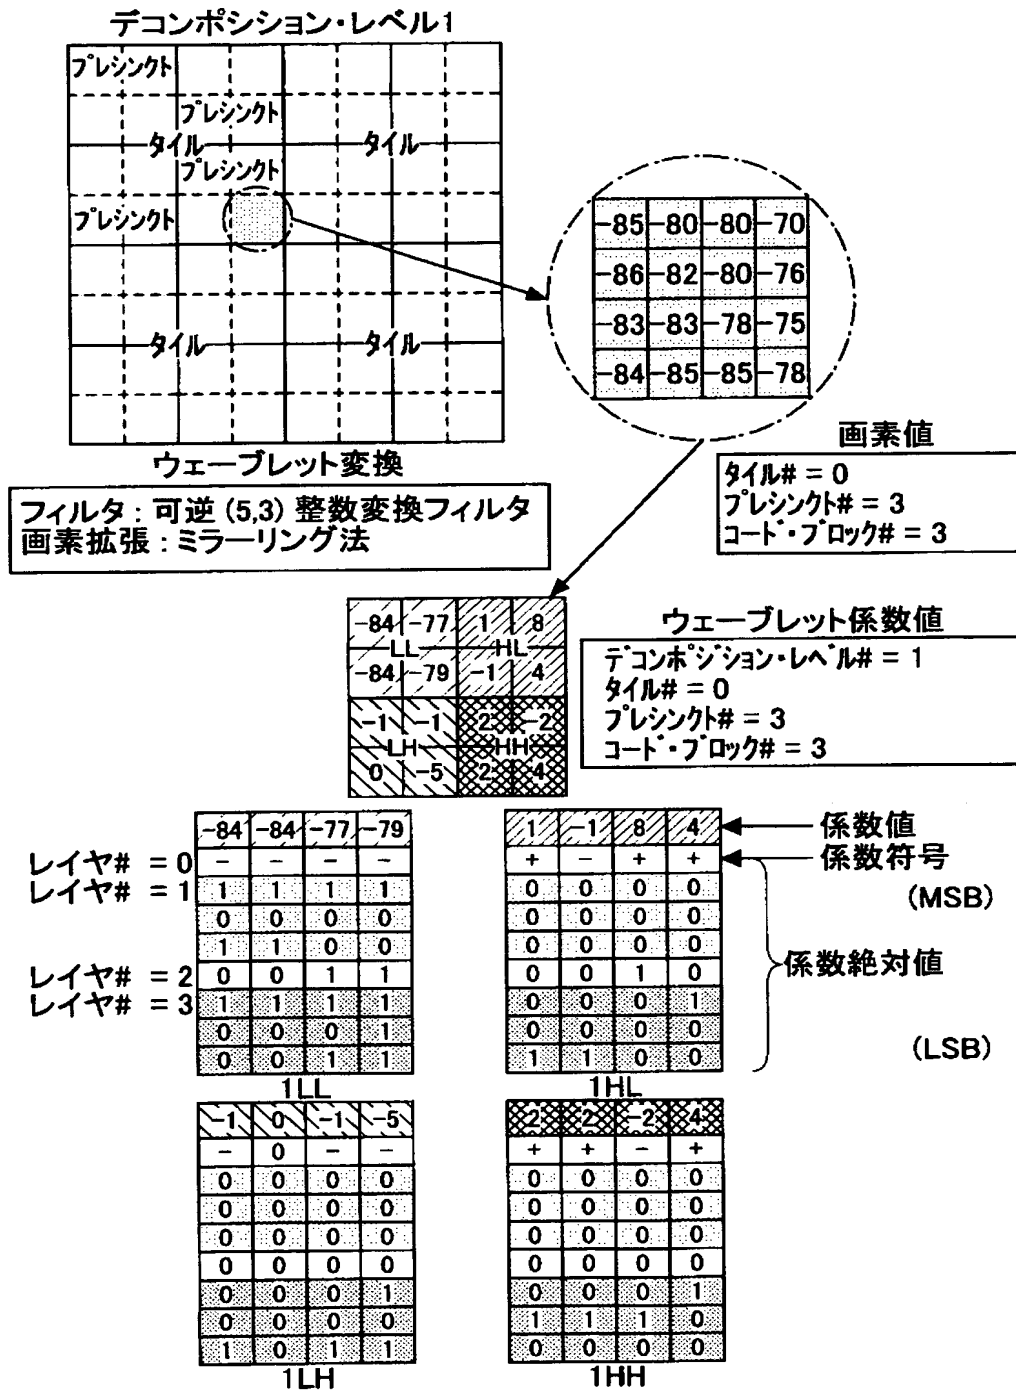 デコンポシション・レベル1
プレシンクト
プレシンクト
タイル
タイル
プレシンクト
プレシンクト
タイル
タイル
ウェーブレット変換
フィルタ : 可逆 (5,3) 整数変換フィルタ
画素拡張 : ミラーリング法
-85 -80 -80 -70
-86 -82 -80 -76
-83 -83 -78 -75
-84 -85 -85 -78
画素値
タイル# = 0
プレシンクト# = 3
コード・ブロック# = 3
-84 -77 1 8
LL HL
-84 -79 -1 4
-1 -1 2 -2
LH HH
0 -5 2 4
ウェーブレット係数値
デコンポジション・レベル# = 1
タイル# = 0
プレシンクト# = 3
コード・ブロック# = 3
-84 -84 -77 -79
レイヤ# = 0 - - - -
レイヤ# = 1 1 1 1 1
0 0 0 0
1 1 0 0
レイヤ# = 2 0 0 1 1
レイヤ# = 3 1 1 1 1
0 0 0 1
0 0 1 1
1LL
1 -1 8 4 係数値
+ - + + 係数符号
0 0 0 0 (MSB)
0 0 0 0
0 0 0 0
0 0 1 0 係数絶対値
0 0 0 1
0 0 0 0
1 1 0 0 (LSB)
1HL
-1 0 -1 -5
- 0 - -
0 0 0 0
0 0 0 0
0 0 0 0
0 0 0 0
0 0 0 1
0 0 0 0
1 0 1 1
1LH
2 2 -2 4
+ + - +
0 0 0 0
0 0 0 0
0 0 0 0
0 0 0 0
0 0 0 1
1 1 1 0
0 0 0 0
1HH